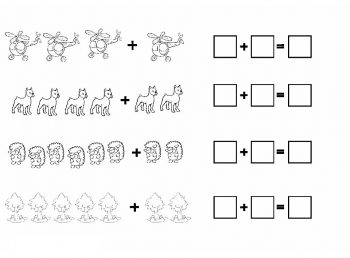 + + =
+ + =
+ + =
+ + =